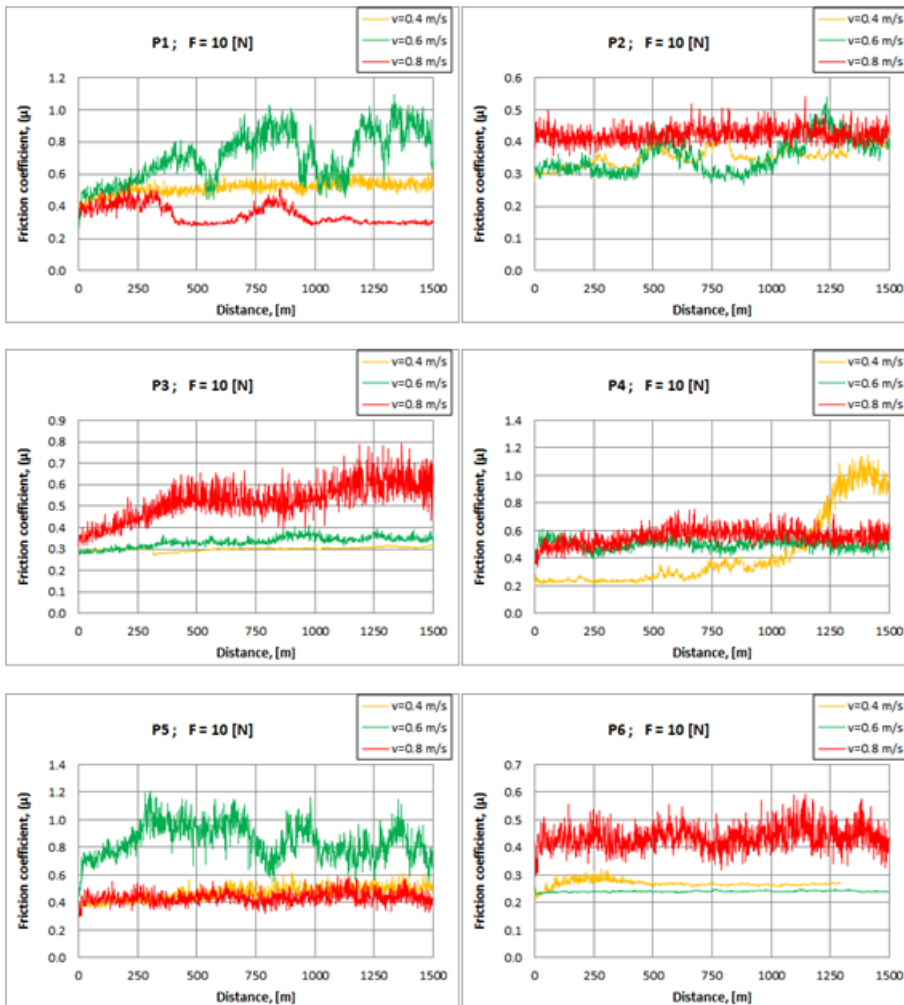 P1 ; F = 10 [N]
v=0.4 m/s
v=0.6 m/s
v=0.8 m/s
Friction coefficient, (μ)
1.2
1.0
0.8
0.6
0.4
0.2
0.0
0 250 500 750 1000 1250 1500
Distance, [m]
P2 ; F = 10 [N]
v=0.4 m/s
v=0.6 m/s
v=0.8 m/s
Friction coefficient, (μ)
0.6
0.5
0.4
0.3
0.2
0.1
0.0
0 250 500 750 1000 1250 1500
Distance, [m]
P3 ; F = 10 [N]
v=0.4 m/s
v=0.6 m/s
v=0.8 m/s
Friction coefficient, (μ)
0.9
0.8
0.7
0.6
0.5
0.4
0.3
0.2
0.1
0.0
0 250 500 750 1000 1250 1500
Distance, [m]
P4 ; F = 10 [N]
v=0.4 m/s
v=0.6 m/s
v=0.8 m/s
Friction coefficient, (μ)
1.4
1.2
1.0
0.8
0.6
0.4
0.2
0.0
0 250 500 750 1000 1250 1500
Distance, [m]
P5 ; F = 10 [N]
v=0.4 m/s
v=0.6 m/s
v=0.8 m/s
Friction coefficient, (μ)
1.4
1.2
1.0
0.8
0.6
0.4
0.2
0.0
0 250 500 750 1000 1250 1500
Distance, [m]
P6 ; F = 10 [N]
v=0.4 m/s
v=0.6 m/s
v=0.8 m/s
Friction coefficient, (μ)
0.7
0.6
0.5
0.4
0.3
0.2
0.1
0.0
0 250 500 750 1000 1250 1500
Distance, [m]